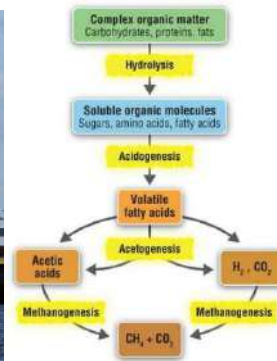 Complex organic matter
Carbohydrates, proteins, fats
Hydrolysis
Soluble organic molecules
Sugars, amino acids, fatty acids
Acidogenesis
Volatile
fatty acids
Acetogenesis
Acetic
acids
H₂ , CO₂
Methanogenesis
Methanogenesis
CH₄ + CO₂